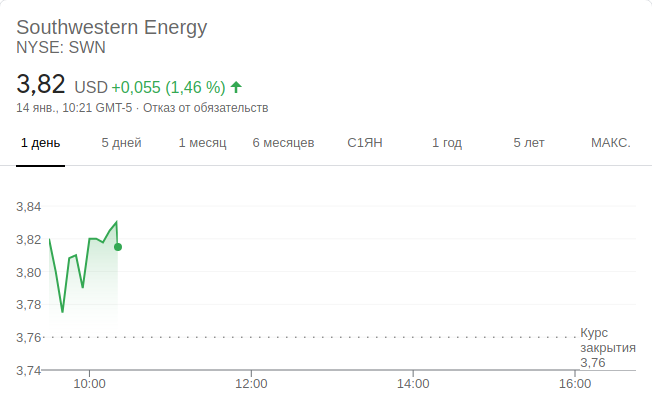 Southwestern Energy
NYSE: SWN
3,82 USD +0,055 (1,46 %)
14 янв., 10:21 GMT-5 · Отказ от обязательств
1 день 5 дней 1 месяц 6 месяцев С1ЯН 1 год 5 лет МАКС.
3,84
3,82
3,80
3,78
3,76
Курс
закрытия
3,76
3,74
10:00 12:00 14:00 16:00